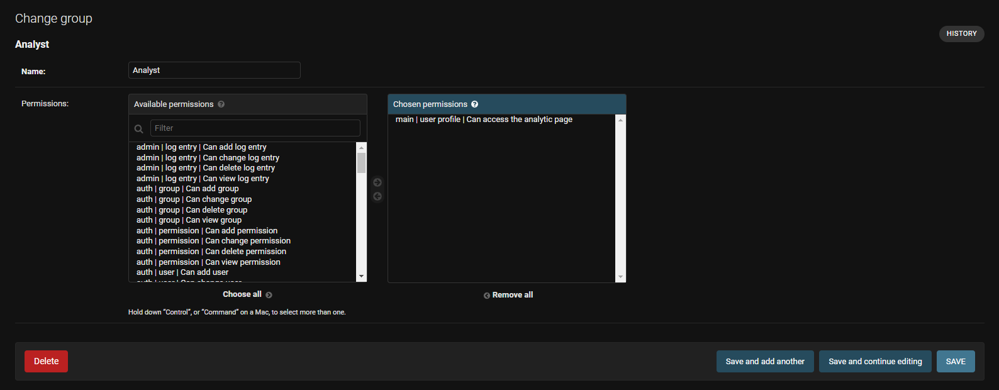 Change group
HISTORY
Analyst
Name:
Analyst
Permissions:
Available permissions ?
Filter
admin | log entry | Can add log entry
admin | log entry | Can change log entry
admin | log entry | Can delete log entry
admin | log entry | Can view log entry
auth | group | Can add group
auth | group | Can change group
auth | group | Can delete group
auth | group | Can view group
auth | permission | Can add permission
auth | permission | Can change permission
auth | permission | Can delete permission
auth | permission | Can view permission
auth | user | Can add user
auth | user | Can change user
Choose all
Chosen permissions ?
main | user profile | Can access the analytic page
Remove all
Hold down “Control”, or “Command” on a Mac, to select more than one.
Delete
Save and add another
Save and continue editing
SAVE